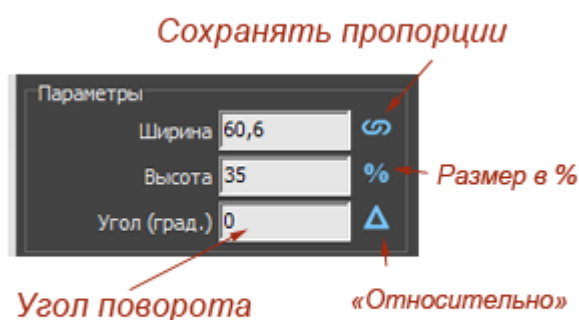 Сохранять пропорции
Параметры
Ширина 60,6
Высота 35 %
Размер в %
Угол (град.) 0
Угол поворота
«Относительно»